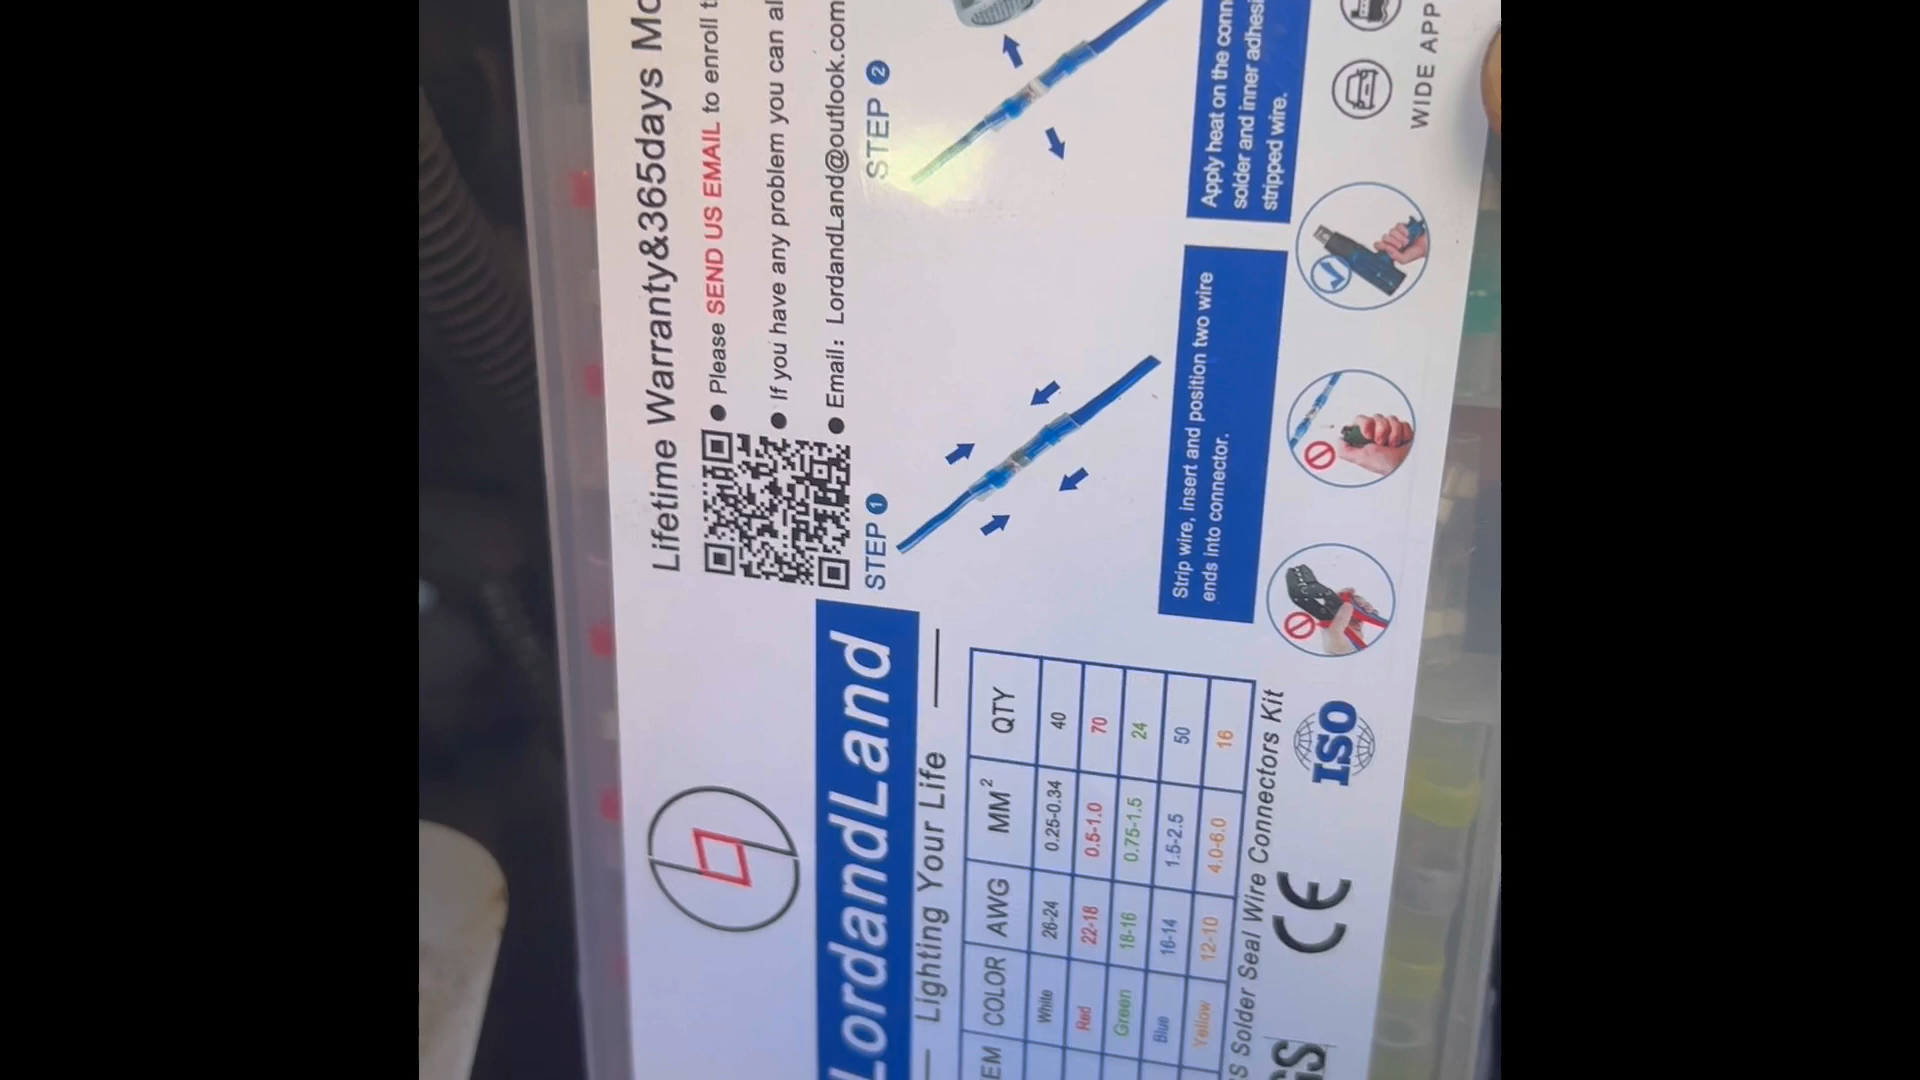 LordandLand
Lighting Your Life
COLOR AWG MM² QTY
White 26-24 0.25-0.34 40
Red 22-18 0.5-1.0 70
Green 18-16 0.75-1.5 24
Blue 16-14 1.5-2.5 50
Yellow 12-10 4.0-6.0 16
Solder Seal Wire Connectors Kit
CE ISO
Lifetime Warranty&365days
● Please SEND US EMAIL to enroll
● If you have any problem you can
● Email: LordandLand@outlook.com
STEP 1
Strip wire, insert and position two wire
ends into connector.
STEP 2
Apply heat on the
solder and inner
stripped wire.
WIDE